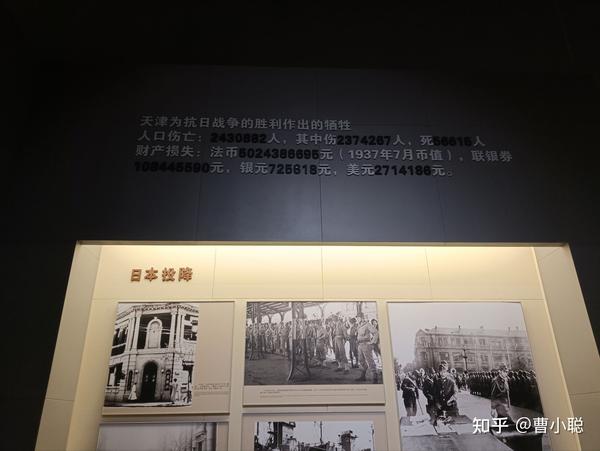 天津为抗日战争的胜利作出的牺牲
人口伤亡：2430882人，其中伤2374267人，死56615人
财产损失：法币5024386695元（1937年7月币值），联银券
108445590元，银元725618元，美元2714186元。
日本投降
知乎 @曹小聪